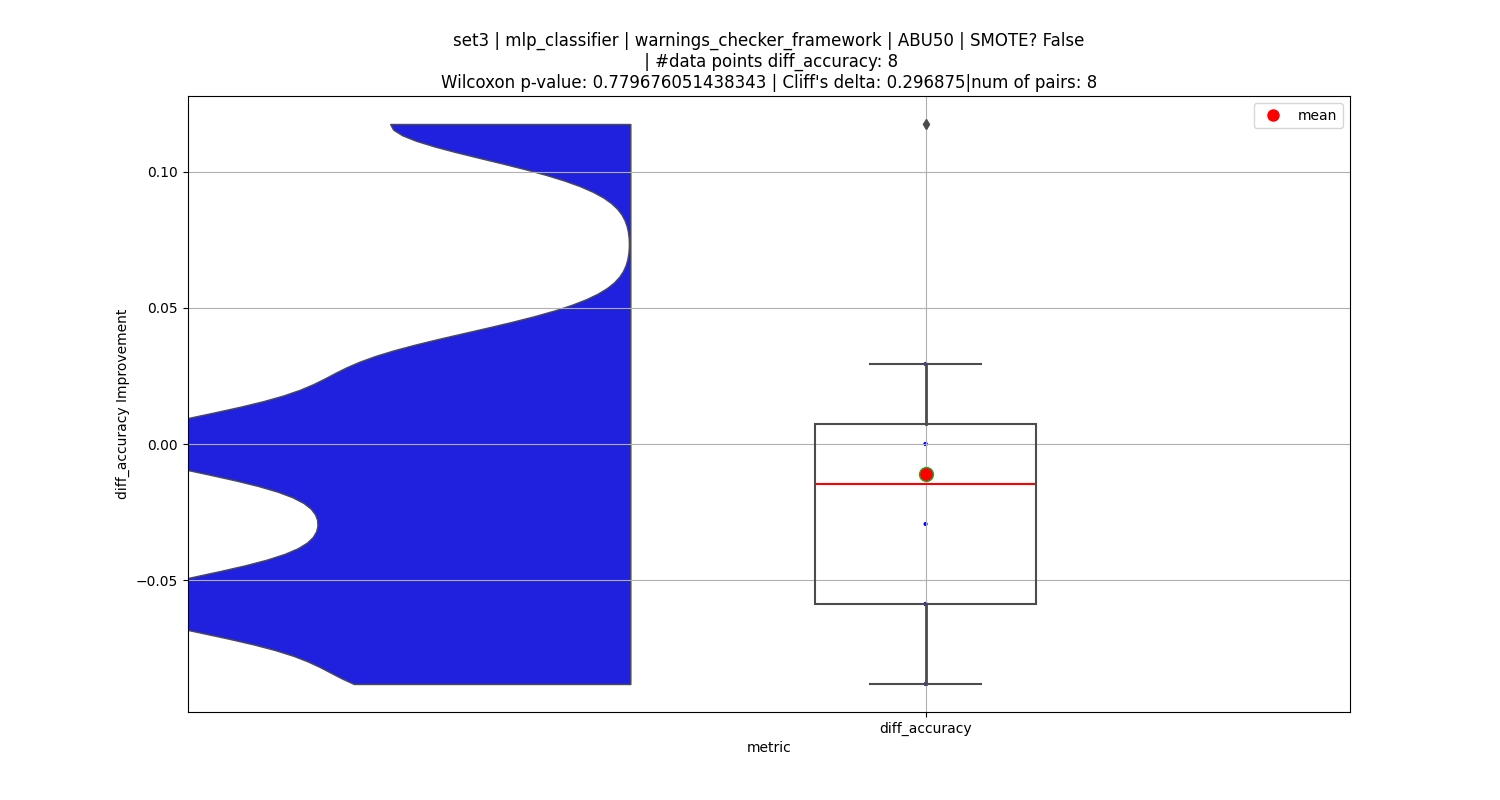 set3 | mlp_classifier | warnings_checker_framework | ABU50 | SMOTE? False
| #data points diff_accuracy: 8
Wilcoxon p-value: 0.779676051438343 | Cliff's delta: 0.296875|num of pairs: 8
mean
0.10
0.05
0.00
−0.05
diff_accuracy Improvement
diff_accuracy
metric